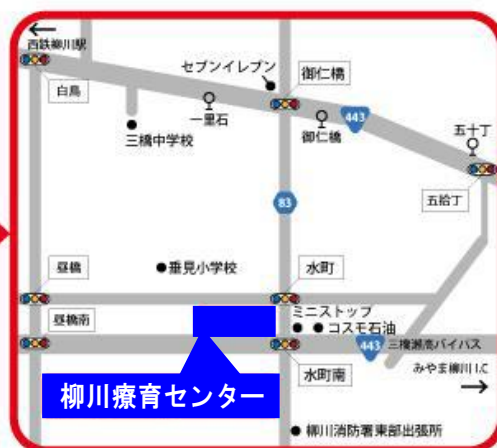 西鉄柳川駅
セブンイレブン
御仁橋
白鳥
一里石
三橋中学校
御仁橋
443
五十丁
五拾丁
83
昼橋
垂見小学校
水町
昼橋南
ミニストップ
コスモ石油
443
三橋瀬高バイパス
みやま柳川I.C
柳川療育センター
水町南
柳川消防署東部出張所